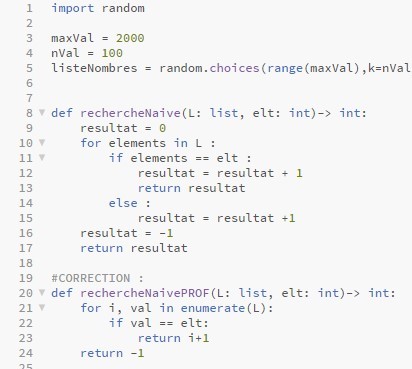 1 import random
2
3 maxVal = 2000
4 nVal = 100
5 listeNombres = random.choices(range(maxVal),k=nVal
6
7
8 def rechercheNaive(L: list, elt: int)-> int:
9     resultat = 0
10     for elements in L :
11         if elements == elt :
12             resultat = resultat + 1
13             return resultat
14         else :
15             resultat = resultat +1
16     resultat = -1
17     return resultat
18
19 #CORRECTION :
20 def rechercheNaivePROF(L: list, elt: int)-> int:
21     for i, val in enumerate(L):
22         if val == elt:
23             return i+1
24     return -1
25